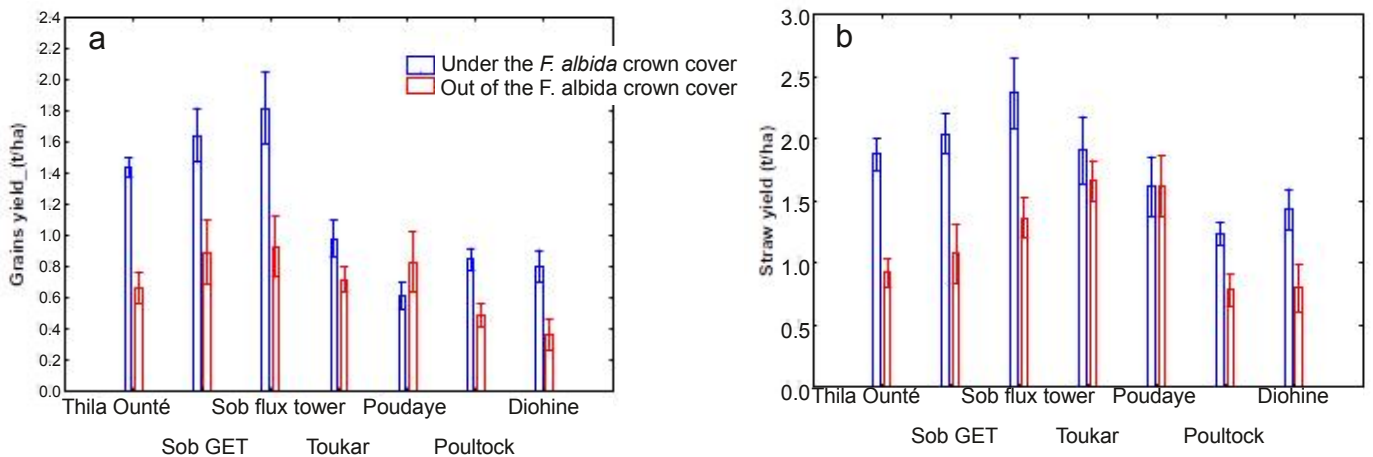 a
Grains yield_(t/ha)
2.4
2.2
2.0
1.8
1.6
1.4
1.2
1.0
0.8
0.6
0.4
0.2
0.0
Under the F. albida crown cover
Out of the F. albida crown cover
Thila Ounté Sob flux tower Poudaye Diohine
Sob GET Toukar Poultock
b
Straw yield (t/ha)
3.0
2.5
2.0
1.5
1.0
0.5
0.0
Thila Ounté Sob flux tower Poudaye Diohine
Sob GET Toukar Poultock